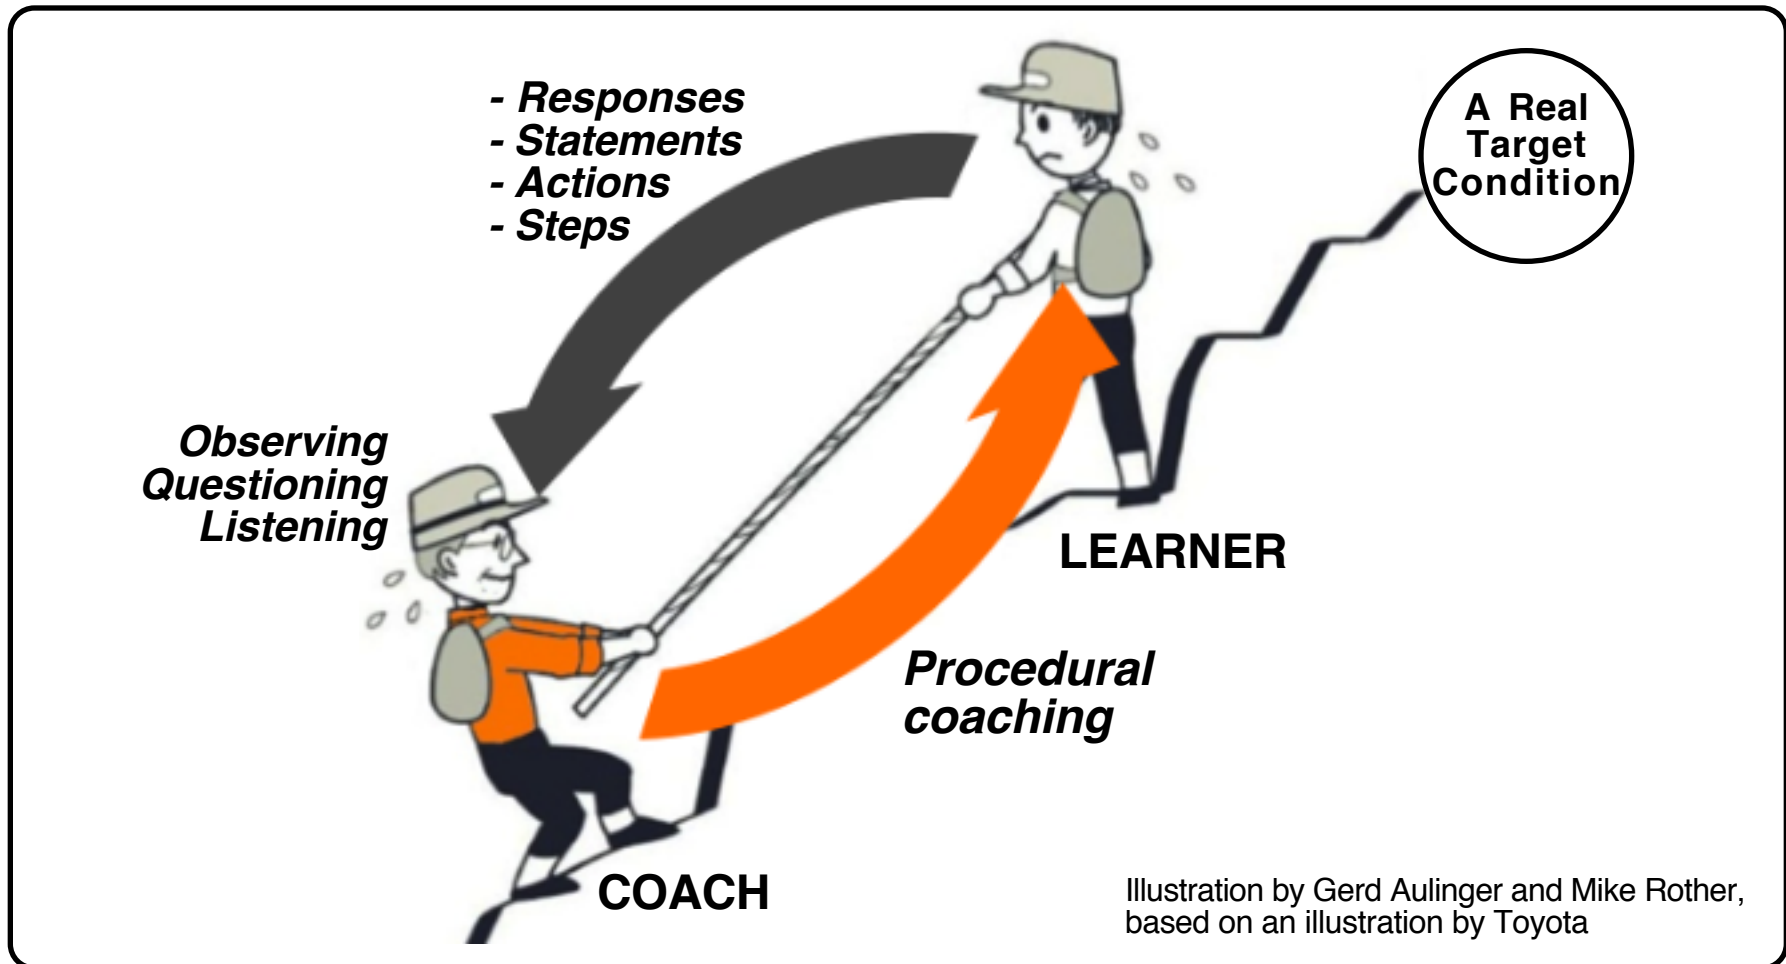 - Responses
- Statements
- Actions
- Steps
A Real
Target
Condition
Observing
Questioning
Listening
LEARNER
Procedural
coaching
COACH
Illustration by Gerd Aulinger and Mike Rother,
based on an illustration by Toyota